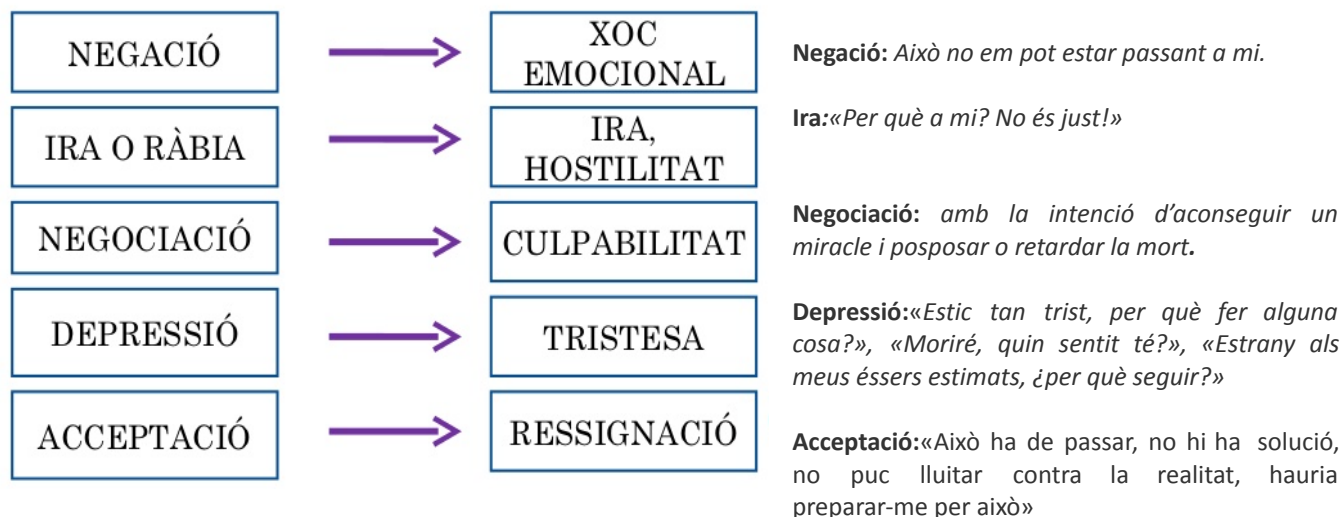 NEGACIÓ
XOC
EMOCIONAL
IRA O RÀBIA
IRA,
HOSTILITAT
NEGOCIACIÓ
CULPABILITAT
DEPRESSIÓ
TRISTESA
ACCEPTACIÓ
RESSIGNACIÓ
Negació: Això no em pot estar passant a mi.
Ira:«Per què a mi? No és just!»
Negociació: amb la intenció d'aconseguir un
miracle i posposar o retardar la mort.
Depressió:«Estic tan trist, per què fer alguna
cosa?», «Moriré, quin sentit té?», «Estrany als
meus éssers estimats, ¿per què seguir?»
Acceptació:«Això ha de passar, no hi ha solució,
no puc lluitar contra la realitat, hauria
preparar-me per això»